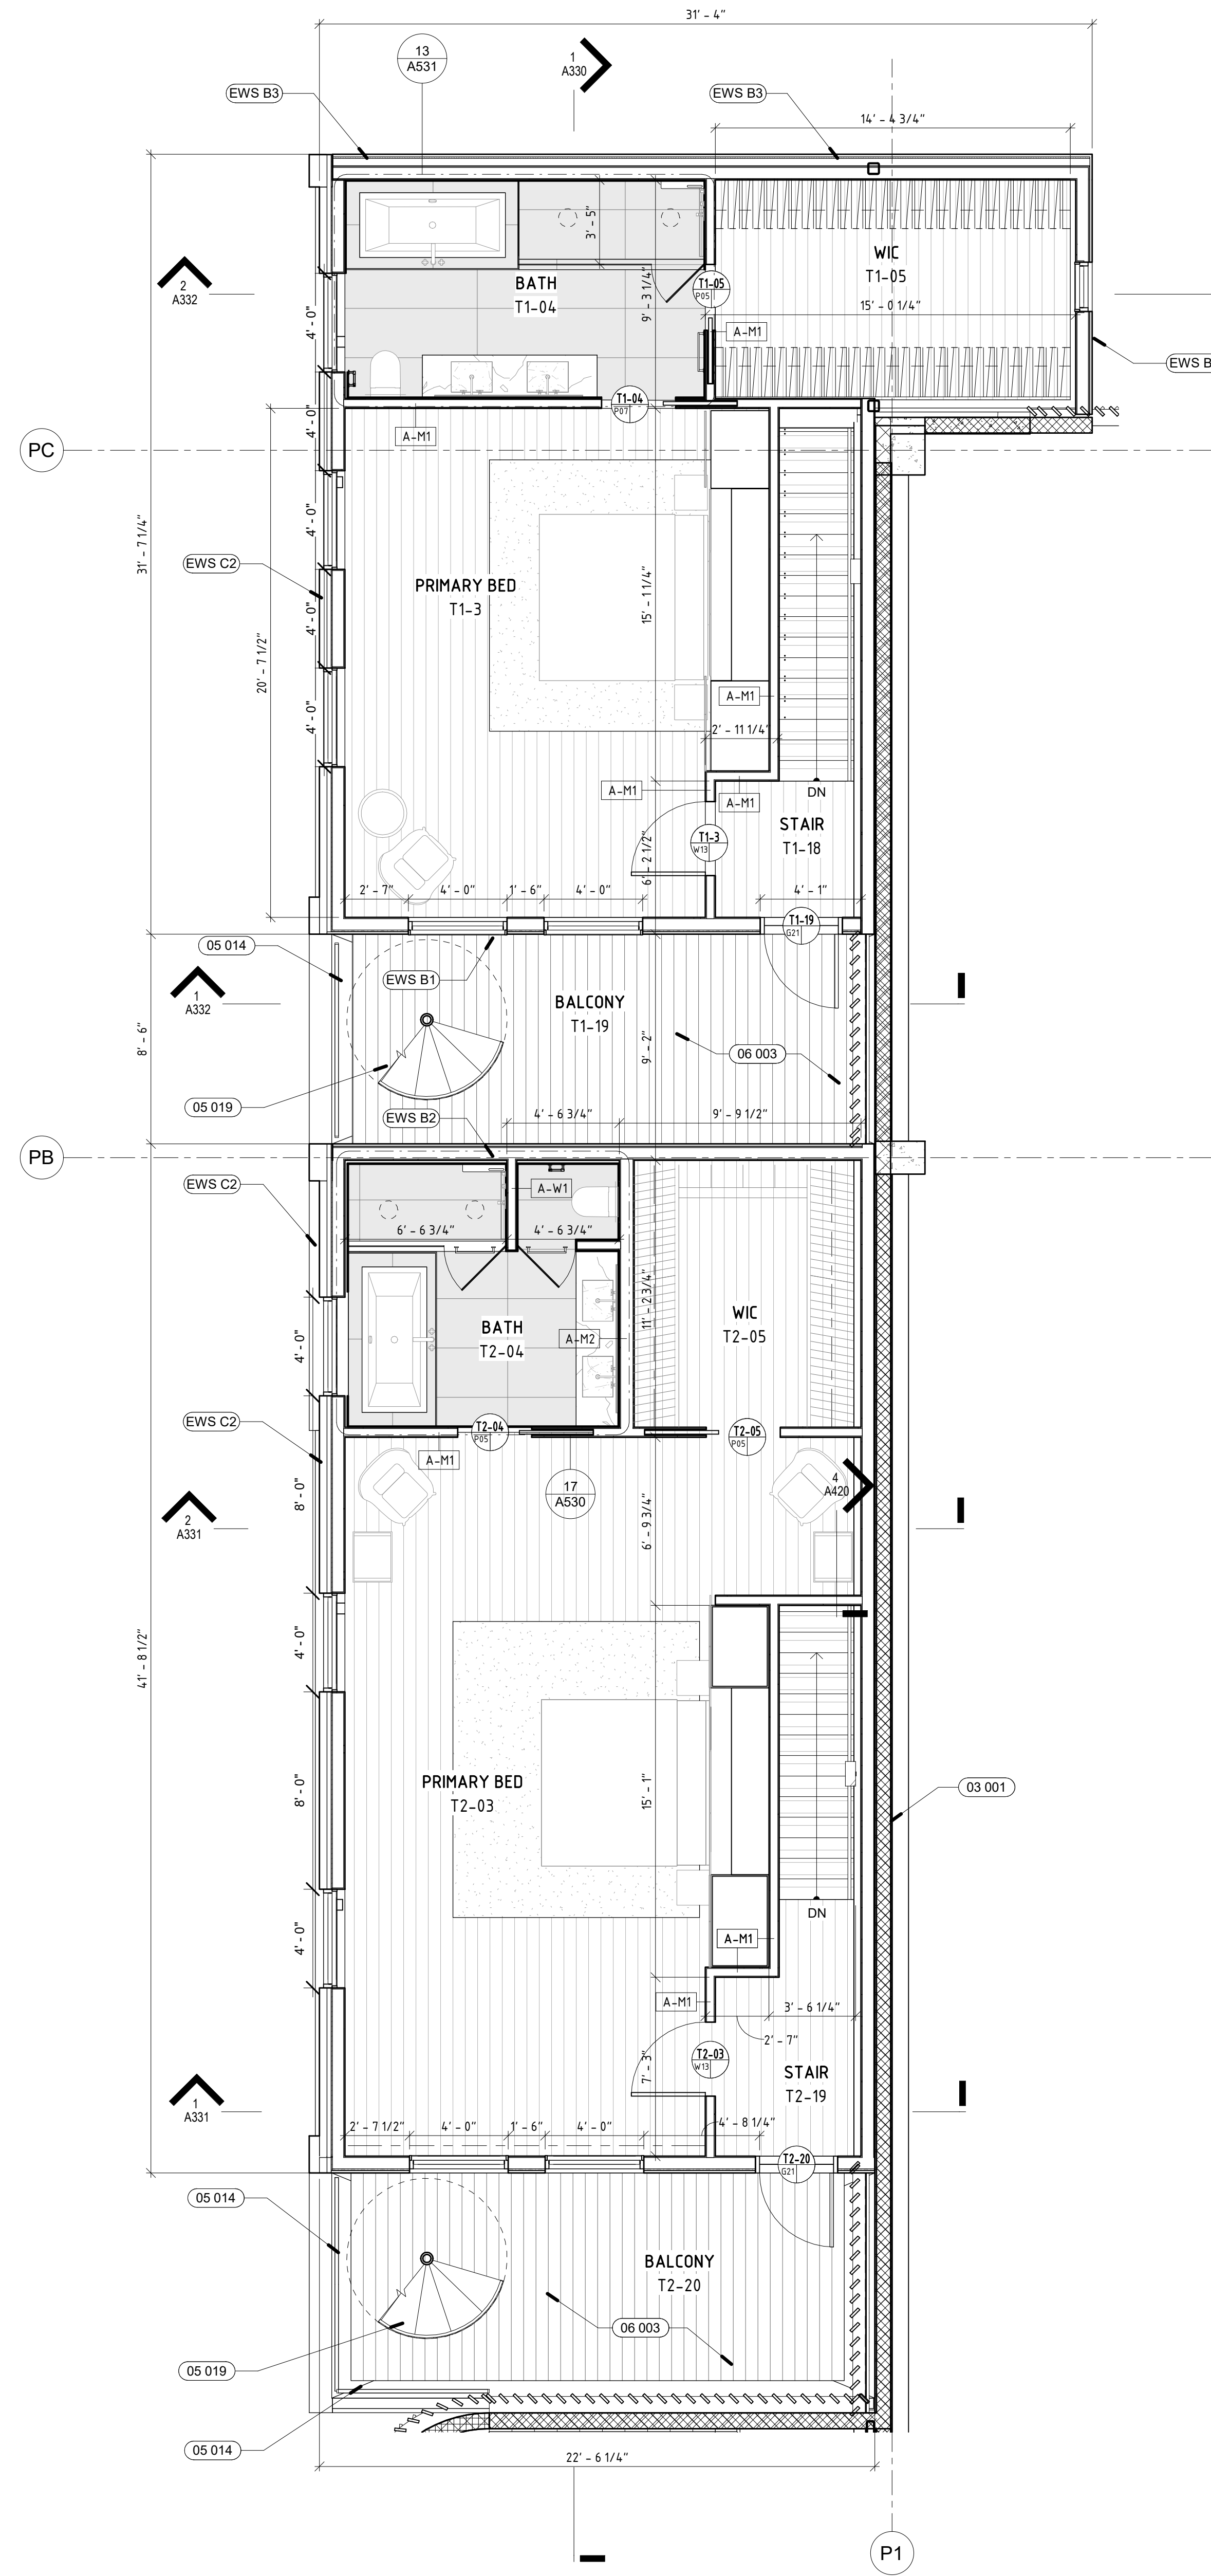 31' - 4"
13
A531
1
A330
EWS B3
EWS B3
14' - 4 3/4"
3' - 5"
WIC
T1-05
BATH
T1-04
9' - 3 1/4"
T1-05
P05
15' - 0 1/4"
2
A332
4' - 0"
A-M1
EWS B
T1-04
P07
A-M1
4' - 0"
PC
31' - 7 1/4"
4' - 0"
EWS C2
PRIMARY BED
T1-3
15' - 1 1/4"
4' - 0"
20' - 7 1/2"
A-M1
4' - 0"
2' - 11 1/4"
A-M1
A-M1
DN
STAIR
T1-18
T1-3
W13
6' - 2 1/2"
2' - 7"
4' - 0"
1' - 6"
4' - 0"
4' - 1"
T1-19
G21
05 014
EWS B1
1
A332
BALCONY
T1-19
8' - 6"
9' - 2"
06 003
05 019
EWS B2
4' - 6 3/4"
9' - 9 1/2"
PB
EWS C2
A-W1
6' - 6 3/4"
4' - 6 3/4"
11' - 2 3/4"
WIC
T2-05
BATH
T2-04
A-M2
4' - 0"
EWS C2
T2-04
P05
T2-05
P05
A-M1
17
A530
4
A420
8' - 0"
2
A331
6' - 9 3/4"
4' - 0"
41' - 8 1/2"
PRIMARY BED
T2-03
8' - 0"
15' - 1"
03 001
DN
4' - 0"
A-M1
A-M1
3' - 6 1/4"
2' - 7"
T2-03
W13
7' - 3"
STAIR
T2-19
1
A331
2' - 7 1/2"
4' - 0"
1' - 6"
4' - 0"
4' - 8 1/4"
T2-20
G21
05 014
BALCONY
T2-20
06 003
05 019
05 014
22' - 6 1/4"
P1